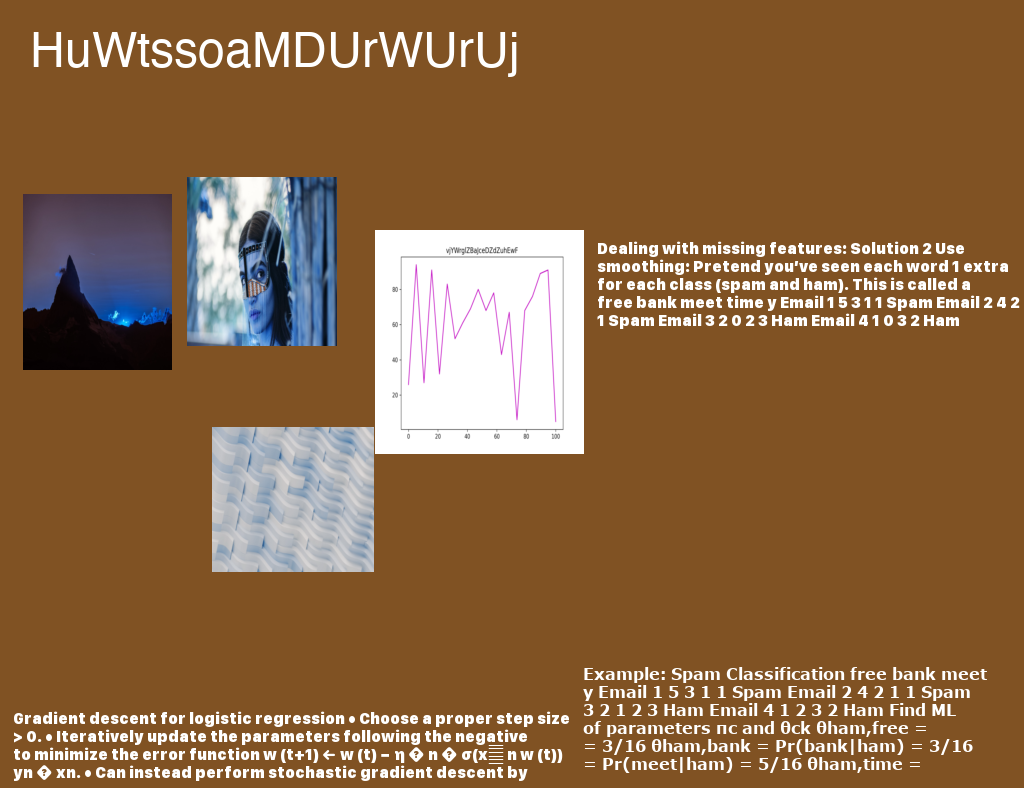 HuWtssoaMDUrWUrUj
vjYWrglZBaJceDZdZuhEwF
80
60
40
20
0 20 40 60 80 100
Dealing with missing features: Solution 2 Use
smoothing: Pretend you've seen each word 1 extra
for each class (spam and ham). This is called a
free bank meet time y Email 1 5 3 1 1 Spam Email 2 4 2
1 Spam Email 3 2 0 2 3 Ham Email 4 1 0 3 2 Ham
Gradient descent for logistic regression • Choose a proper step size
> 0. • Iteratively update the parameters following the negative
to minimize the error function w (t+1) ← w (t) − η � n � σ(x n w (t))
yn � xn. • Can instead perform stochastic gradient descent by
Example: Spam Classification free bank meet
y Email 1 5 3 1 1 Spam Email 2 4 2 1 1 Spam
3 2 1 2 3 Ham Email 4 1 2 3 2 Ham Find ML
of parameters πc and θck θham,free =
= 3/16 θham,bank = Pr(bank|ham) = 3/16
= Pr(meet|ham) = 5/16 θham,time =